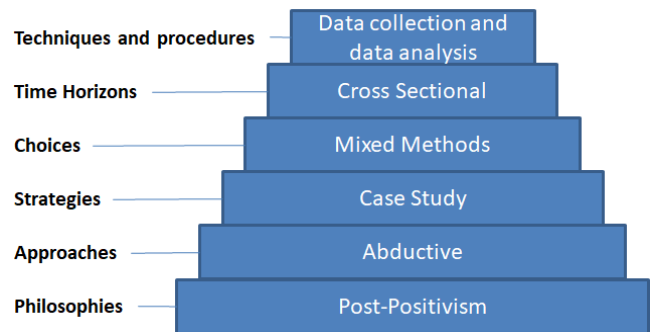 Techniques and procedures
Data collection and
data analysis
Time Horizons
Cross Sectional
Choices
Mixed Methods
Strategies
Case Study
Approaches
Abductive
Philosophies
Post-Positivism